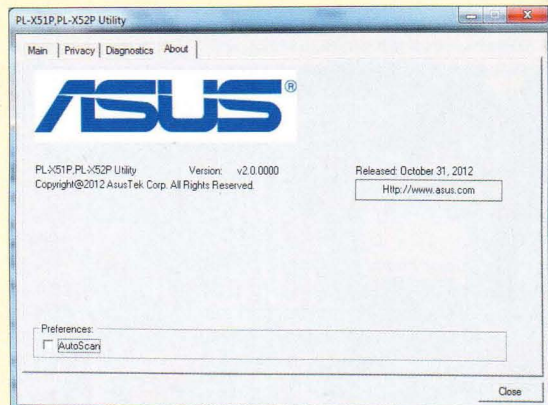 PL-X51P,PL-X52P Utility
Main Privacy Diagnostics About
ASUS®
PL-X51P,PL-X52P Utility Version: v2.0.0000 Released: October 31, 2012
Copyright@2012 AsusTek Corp. All Rights Reserved. Http://www.asus.com
Preferences:
AutoScan
Close